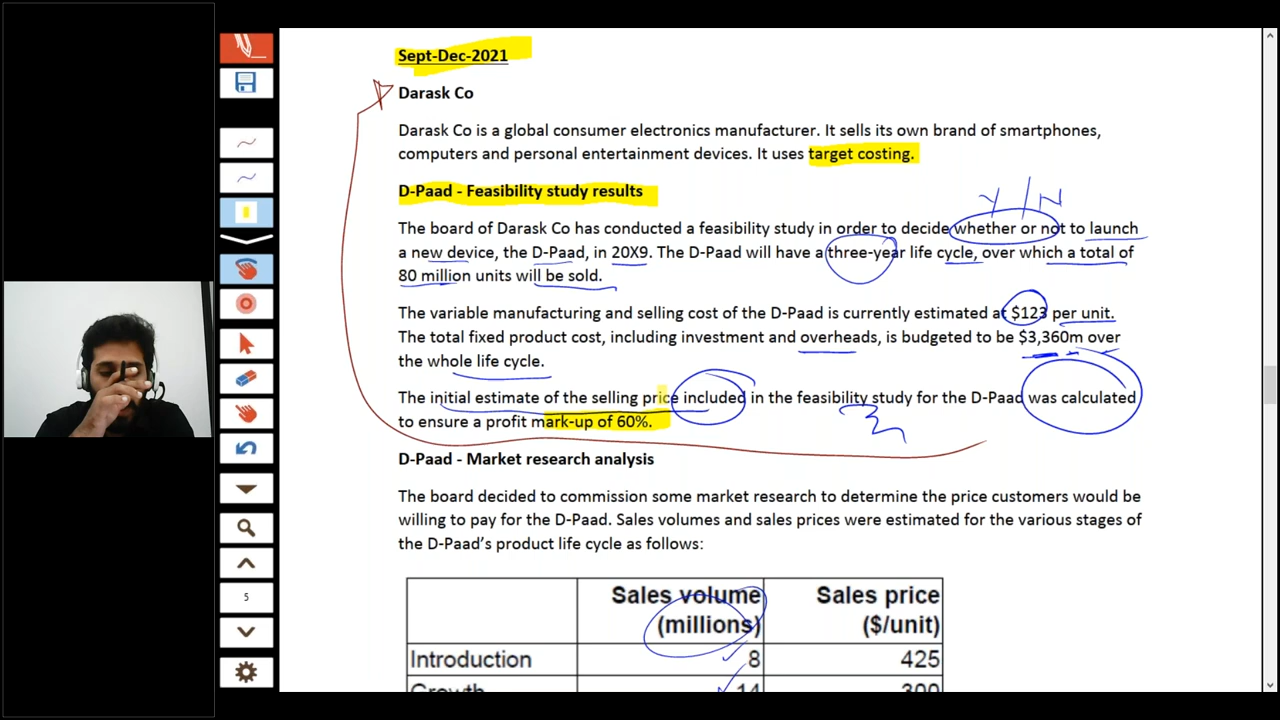 Sept-Dec-2021
Darask Co
Darask Co is a global consumer electronics manufacturer. It sells its own brand of smartphones,
computers and personal entertainment devices. It uses target costing.
D-Paad - Feasibility study results
Y / N
The board of Darask Co has conducted a feasibility study in order to decide whether or not to launch
a new device, the D-Paad, in 20X9. The D-Paad will have a three-year life cycle, over which a total of
80 million units will be sold.
The variable manufacturing and selling cost of the D-Paad is currently estimated at $123 per unit.
The total fixed product cost, including investment and overheads, is budgeted to be $3,360m over
the whole life cycle.
The initial estimate of the selling price included in the feasibility study for the D-Paad was calculated
to ensure a profit mark-up of 60%.
D-Paad - Market research analysis
The board decided to commission some market research to determine the price customers would be
willing to pay for the D-Paad. Sales volumes and sales prices were estimated for the various stages of
the D-Paad's product life cycle as follows:
Sales volume (millions) Sales price ($/unit)
Introduction 8 425
Growth 14 300
5